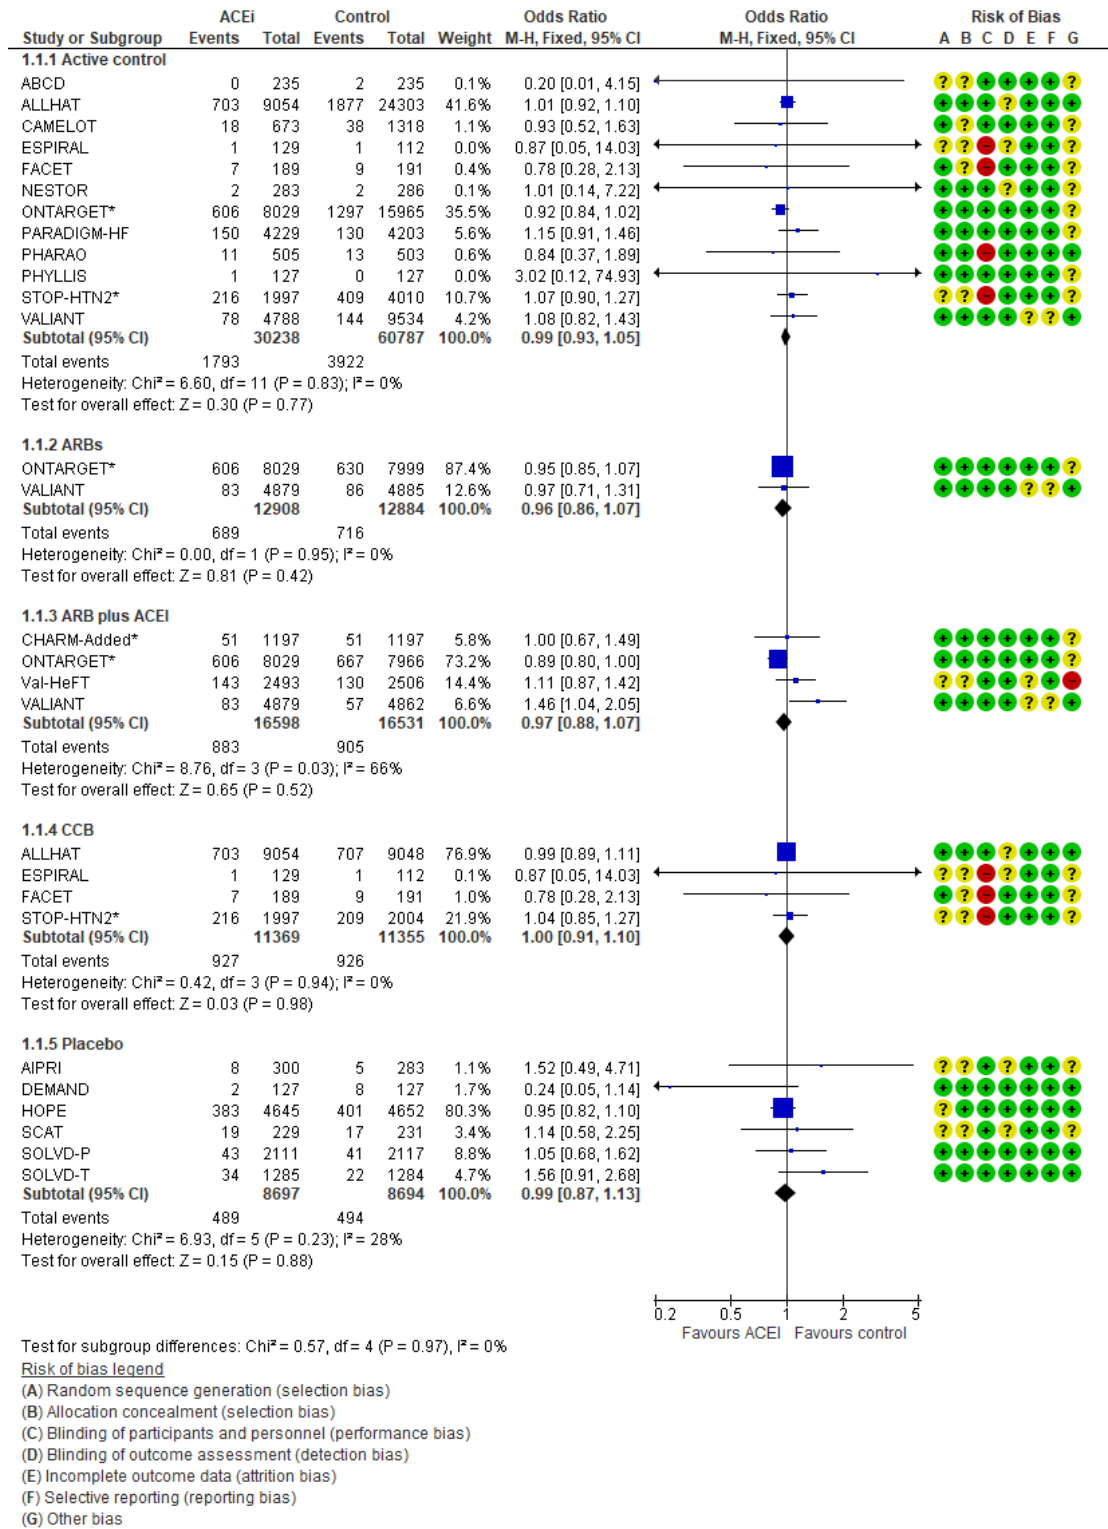 ACEi Control Odds Ratio Odds Ratio Risk of Bias
Study or Subgroup Events Total Events Total Weight M-H, Fixed, 95% CI M-H, Fixed, 95% CI A B C D E F G
1.1.1 Active control
ABCD 0 235 2 235 0.1% 0.20 [0.01, 4.15] ? ? + + + + ?
ALLHAT 703 9054 1877 24303 41.6% 1.01 [0.92, 1.10] + + + ? + + +
CAMELOT 18 673 38 1318 1.1% 0.93 [0.52, 1.63] + ? + + + + ?
ESPIRAL 1 129 1 112 0.0% 0.87 [0.05, 14.03] ? ? - ? + + ?
FACET 7 189 9 191 0.4% 0.78 [0.28, 2.13] + ? - + + + ?
NESTOR 2 283 2 286 0.1% 1.01 [0.14, 7.22] + + + ? + + ?
ONTARGET* 606 8029 1297 15965 35.5% 0.92 [0.84, 1.02] + + + + + + ?
PARADIGM-HF 150 4229 130 4203 5.6% 1.15 [0.91, 1.46] + + + + + + ?
PHARAO 11 505 13 503 0.6% 0.84 [0.37, 1.89] + + - + + + +
PHYLLIS 1 127 0 127 0.0% 3.02 [0.12, 74.93] + + + + + + ?
STOP-HTN2* 216 1997 409 4010 10.7% 1.07 [0.90, 1.27] ? ? - + + + ?
VALIANT 78 4788 144 9534 4.2% 1.08 [0.82, 1.43] + + + + ? ? +
Subtotal (95% CI) 30238 60787 100.0% 0.99 [0.93, 1.05]
Total events 1793 3922
Heterogeneity: Chi² = 6.60, df = 11 (P = 0.83); I² = 0%
Test for overall effect: Z = 0.30 (P = 0.77)
1.1.2 ARBs
ONTARGET* 606 8029 630 7999 87.4% 0.95 [0.85, 1.07] + + + + + + ?
VALIANT 83 4879 86 4885 12.6% 0.97 [0.71, 1.31] + + + + ? ? +
Subtotal (95% CI) 12908 12884 100.0% 0.96 [0.86, 1.07]
Total events 689 716
Heterogeneity: Chi² = 0.00, df = 1 (P = 0.95); I² = 0%
Test for overall effect: Z = 0.81 (P = 0.42)
1.1.3 ARB plus ACEI
CHARM-Added* 51 1197 51 1197 5.8% 1.00 [0.67, 1.49] + + + + + + ?
ONTARGET* 606 8029 667 7966 73.2% 0.89 [0.80, 1.00] + + + + + + ?
Val-HeFT 143 2493 130 2506 14.4% 1.11 [0.87, 1.42] ? ? + + ? + -
VALIANT 83 4879 57 4862 6.6% 1.46 [1.04, 2.05] + + + + ? ? +
Subtotal (95% CI) 16598 16531 100.0% 0.97 [0.88, 1.07]
Total events 883 905
Heterogeneity: Chi² = 8.76, df = 3 (P = 0.03); I² = 66%
Test for overall effect: Z = 0.65 (P = 0.52)
1.1.4 CCB
ALLHAT 703 9054 707 9048 76.9% 0.99 [0.89, 1.11] + + + ? + + +
ESPIRAL 1 129 1 112 0.1% 0.87 [0.05, 14.03] ? ? - ? + + ?
FACET 7 189 9 191 1.0% 0.78 [0.28, 2.13] + ? - + + + ?
STOP-HTN2* 216 1997 209 2004 21.9% 1.04 [0.85, 1.27] ? ? - + + + ?
Subtotal (95% CI) 11369 11355 100.0% 1.00 [0.91, 1.10]
Total events 927 926
Heterogeneity: Chi² = 0.42, df = 3 (P = 0.94); I² = 0%
Test for overall effect: Z = 0.03 (P = 0.98)
1.1.5 Placebo
AIPRI 8 300 5 283 1.1% 1.52 [0.49, 4.71] ? ? + ? + + ?
DEMAND 2 127 8 127 1.7% 0.24 [0.05, 1.14] + + + + + + +
HOPE 383 4645 401 4652 80.3% 0.95 [0.82, 1.10] ? + + + + + +
SCAT 19 229 17 231 3.4% 1.14 [0.58, 2.25] ? ? + ? + + ?
SOLVD-P 43 2111 41 2117 8.8% 1.05 [0.68, 1.62] + + + + + + +
SOLVD-T 34 1285 22 1284 4.7% 1.56 [0.91, 2.68] + + + + + + +
Subtotal (95% CI) 8697 8694 100.0% 0.99 [0.87, 1.13]
Total events 489 494
Heterogeneity: Chi² = 6.93, df = 5 (P = 0.23); I² = 28%
Test for overall effect: Z = 0.15 (P = 0.88)
0.2 0.5 1 2 5
Favours ACEI Favours control
Test for subgroup differences: Chi² = 0.57, df = 4 (P = 0.97), I² = 0%
Risk of bias legend
(A) Random sequence generation (selection bias)
(B) Allocation concealment (selection bias)
(C) Blinding of participants and personnel (performance bias)
(D) Blinding of outcome assessment (detection bias)
(E) Incomplete outcome data (attrition bias)
(F) Selective reporting (reporting bias)
(G) Other bias